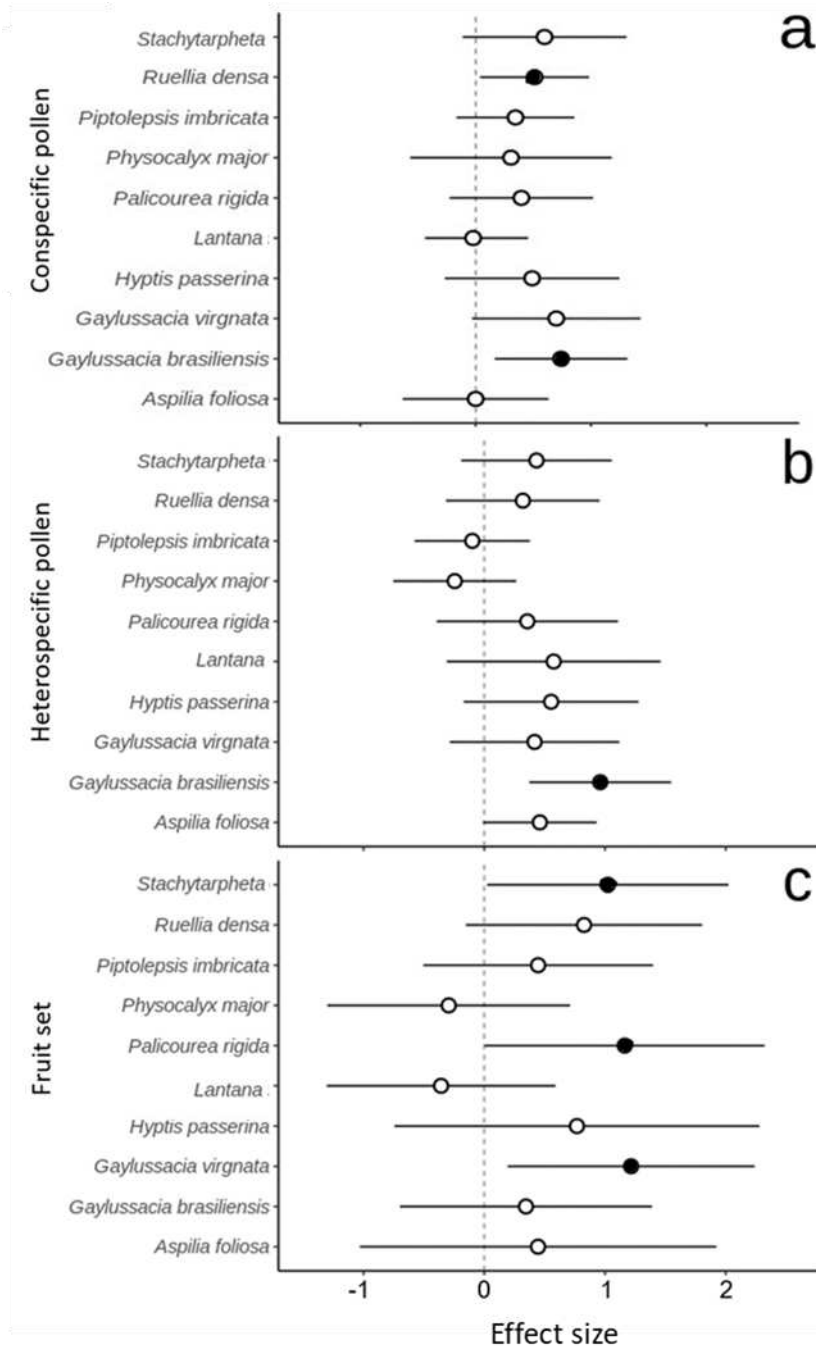 a
Conspecific pollen
Stachytarpheta
Ruellia densa
Piptolepsis imbricata
Physocalyx major
Palicourea rigida
Lantana
Hyptis passerina
Gaylussacia virgnata
Gaylussacia brasiliensis
Aspilia foliosa
b
Heterospecific pollen
Stachytarpheta
Ruellia densa
Piptolepsis imbricata
Physocalyx major
Palicourea rigida
Lantana
Hyptis passerina
Gaylussacia virgnata
Gaylussacia brasiliensis
Aspilia foliosa
c
Fruit set
Stachytarpheta
Ruellia densa
Piptolepsis imbricata
Physocalyx major
Palicourea rigida
Lantana
Hyptis passerina
Gaylussacia virgnata
Gaylussacia brasiliensis
Aspilia foliosa
-1 0 1 2
Effect size